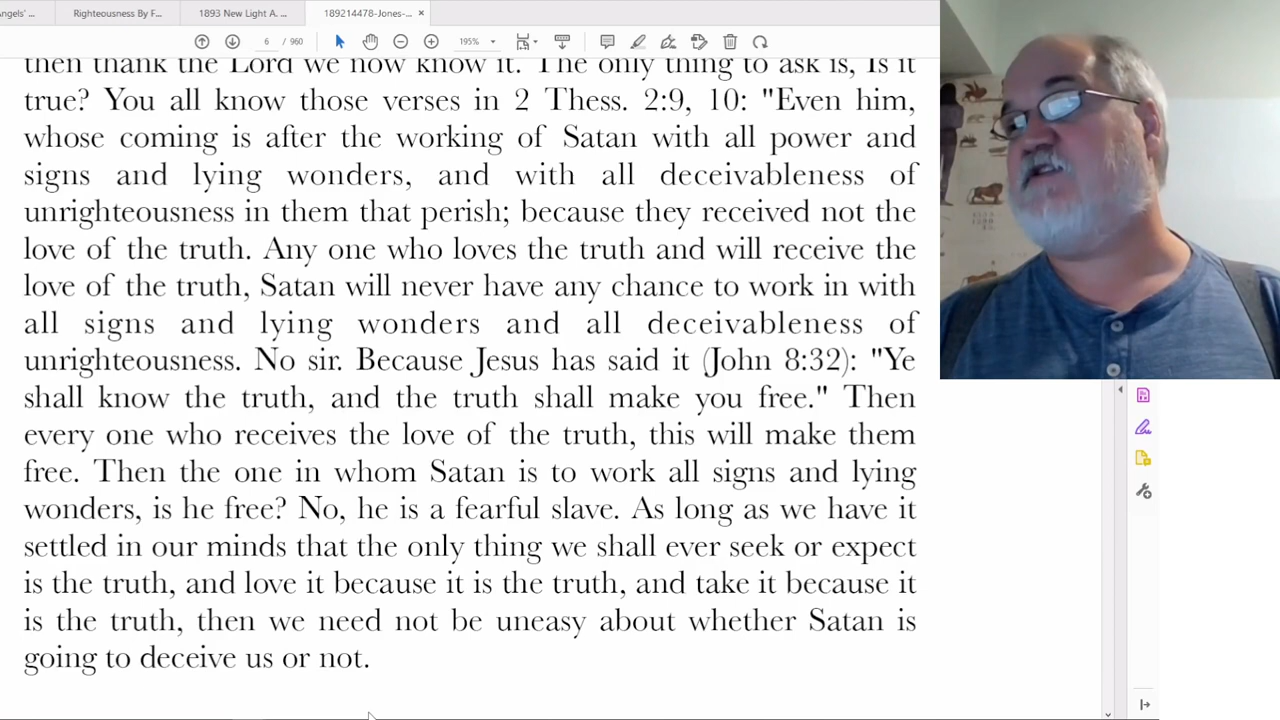 Angels' ...
Righteousness By F...
1893 New Light A. ...
189214478-Jones-... ×
6 / 960
195%
then thank the Lord we now know it. The only thing to ask is, Is it
true? You all know those verses in 2 Thess. 2:9, 10: "Even him,
whose coming is after the working of Satan with all power and
signs and lying wonders, and with all deceivableness of
unrighteousness in them that perish; because they received not the
love of the truth. Any one who loves the truth and will receive the
love of the truth, Satan will never have any chance to work in with
all signs and lying wonders and all deceivableness of
unrighteousness. No sir. Because Jesus has said it (John 8:32): "Ye
shall know the truth, and the truth shall make you free." Then
every one who receives the love of the truth, this will make them
free. Then the one in whom Satan is to work all signs and lying
wonders, is he free? No, he is a fearful slave. As long as we have it
settled in our minds that the only thing we shall ever seek or expect
is the truth, and love it because it is the truth, and take it because it
is the truth, then we need not be uneasy about whether Satan is
going to deceive us or not.